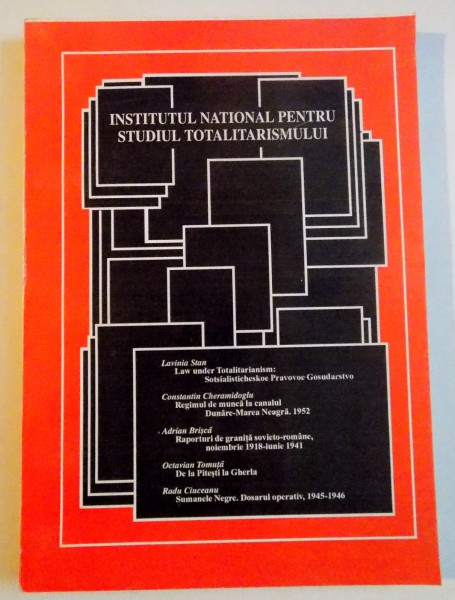 INSTITUTUL NATIONAL PENTRU
STUDIUL TOTALITARISMULUI
Lavinia Stan
Law under Totalitarianism:
Sotsialisticheskoe Pravovoe Gosudarstvo
Constantin Cheramidoglu
Regimul de muncă la canalul
Dunăre-Marea Neagră, 1952
Adrian Brişcă
Raporturi de graniţă sovieto-române,
noiembrie 1918-iunie 1941
Octavian Tomuţă
De la Piteşti la Gherla
Radu Ciuceanu
Sumanele Negre. Dosarul operativ, 1945-1946